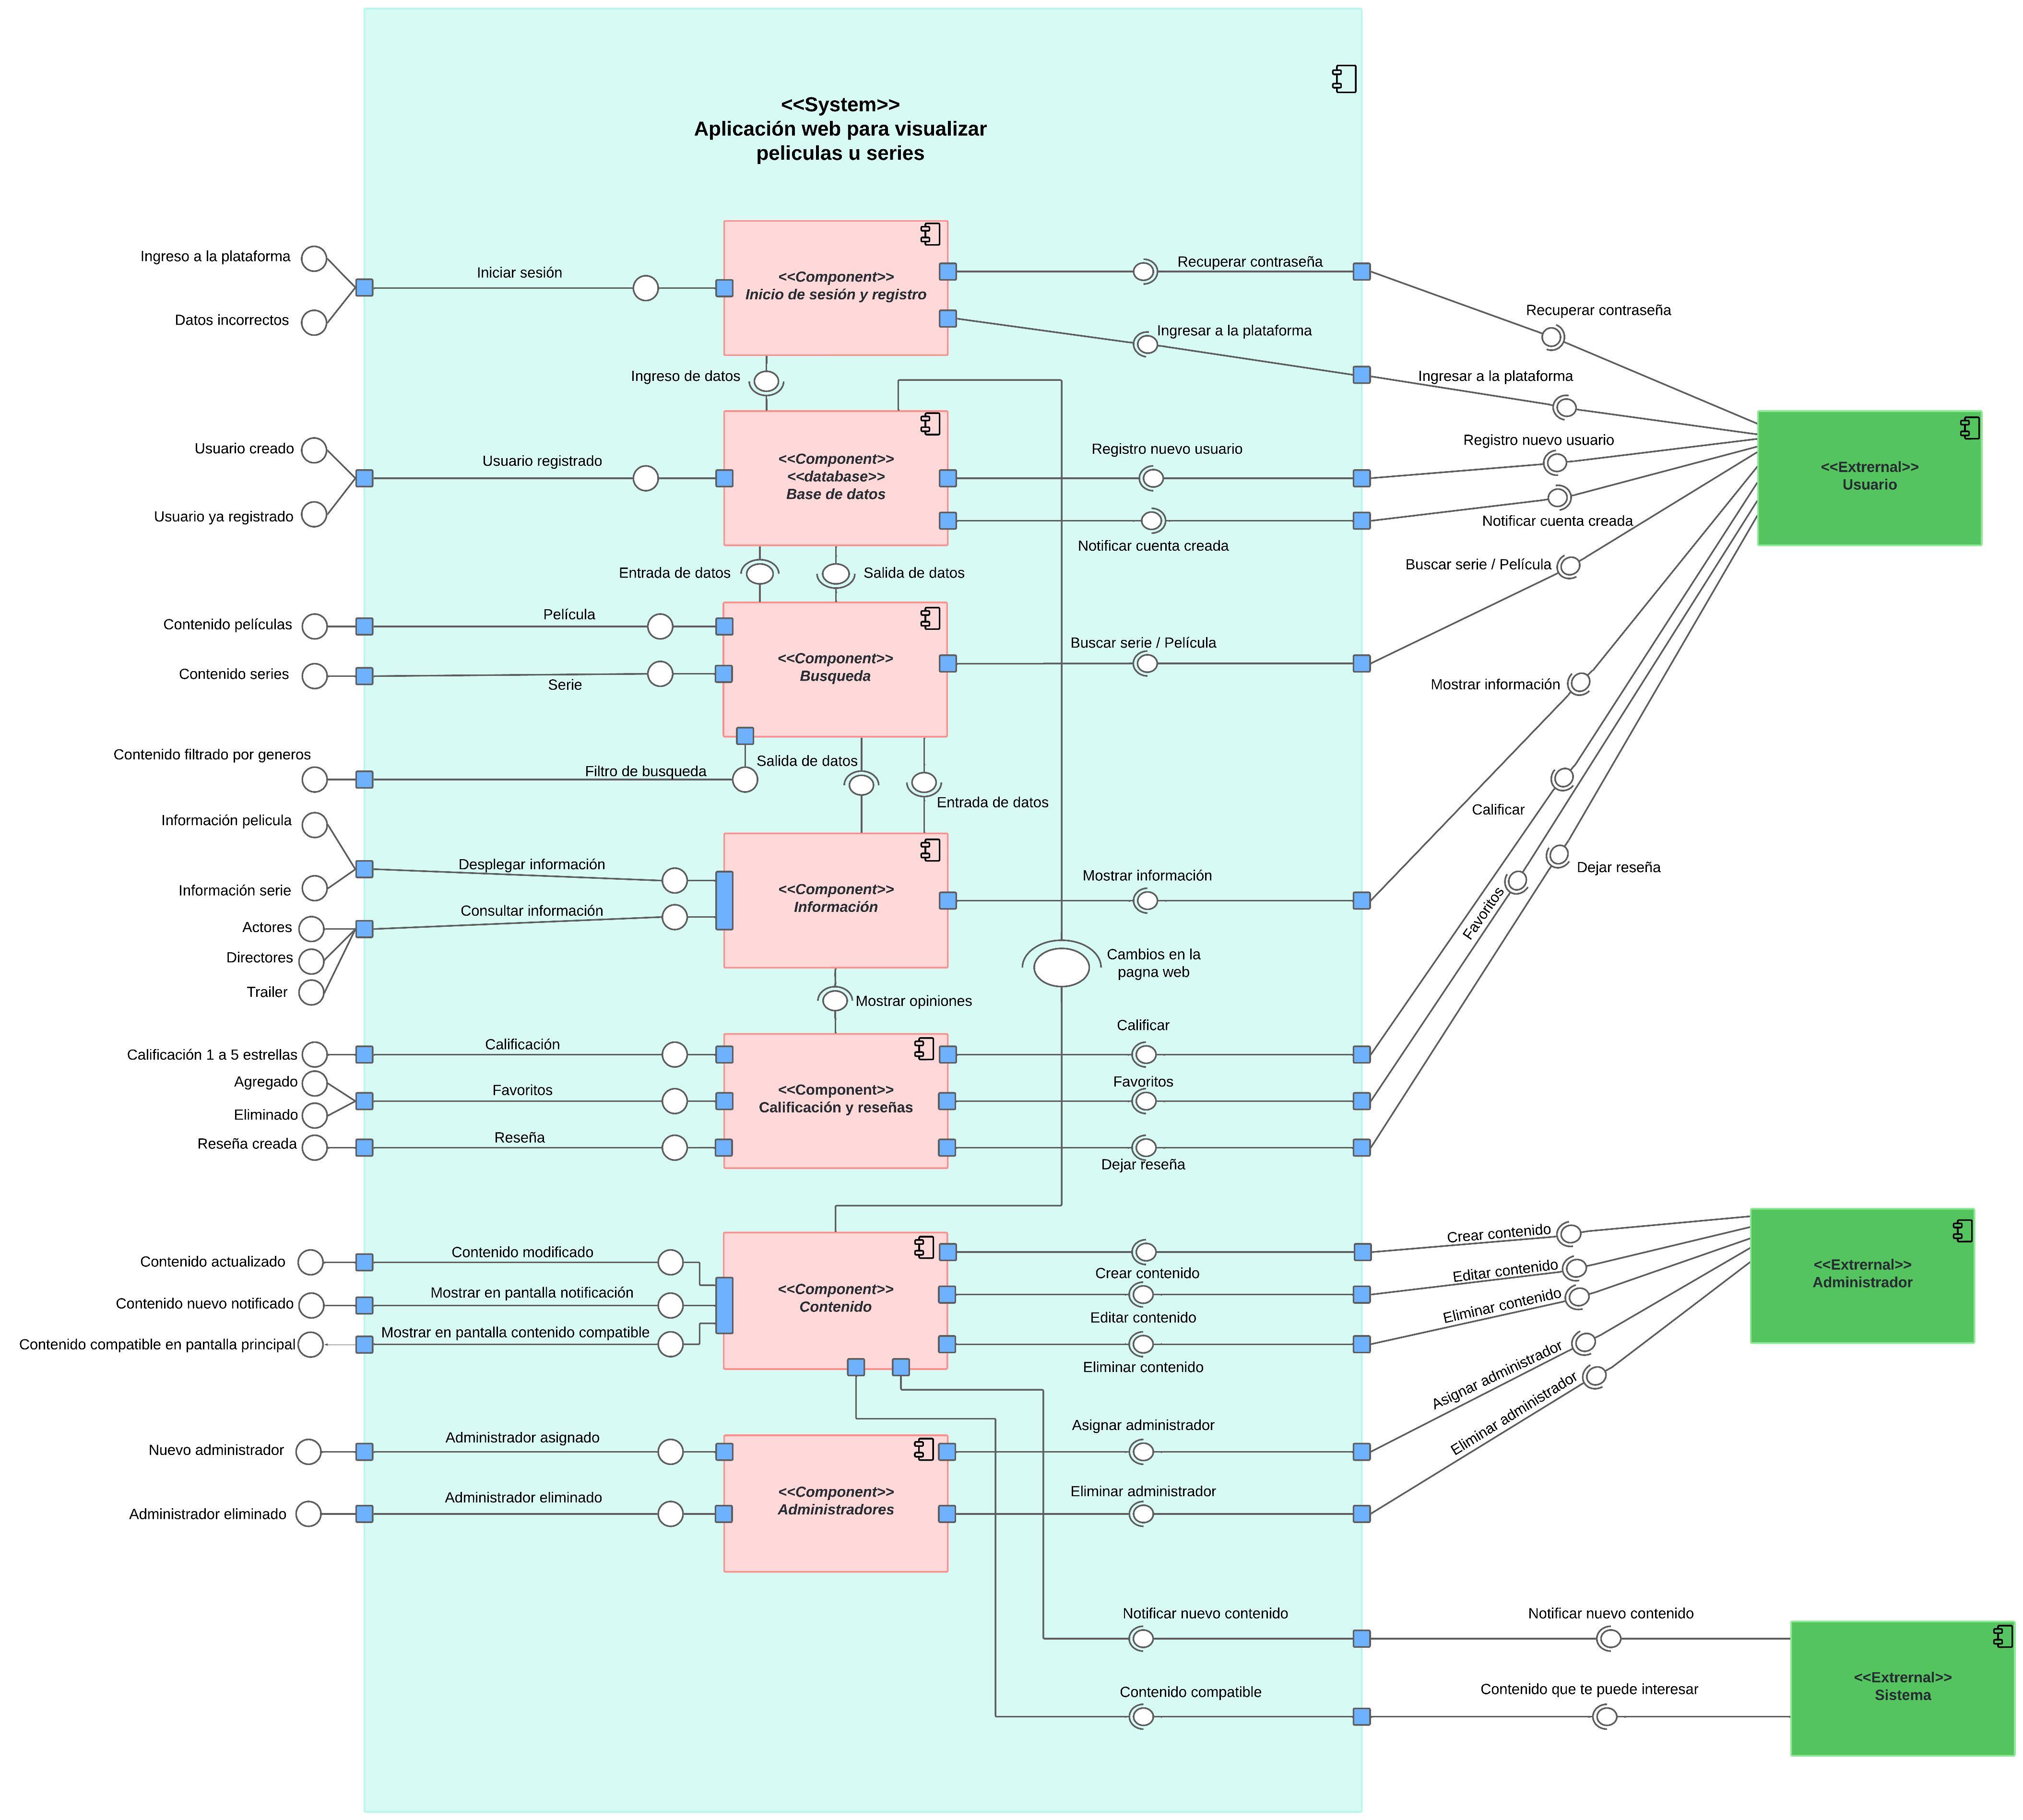 <<System>>
Aplicación web para visualizar
peliculas u series
Ingreso a la plataforma
Datos incorrectos
Iniciar sesión
<<Component>>
Inicio de sesión y registro
Recuperar contraseña
Ingresar a la plataforma
Recuperar contraseña
Ingresar a la plataforma
Ingreso de datos
Usuario creado
Usuario ya registrado
Usuario registrado
<<Component>>
<<database>>
Base de datos
Registro nuevo usuario
Notificar cuenta creada
Registro nuevo usuario
Notificar cuenta creada
<<Extrernal>>
Usuario
Entrada de datos
Salida de datos
Contenido películas
Contenido series
Película
Serie
<<Component>>
Busqueda
Buscar serie / Película
Buscar serie / Película
Contenido filtrado por generos
Filtro de busqueda
Salida de datos
Entrada de datos
Mostrar información
Información pelicula
Información serie
Actores
Directores
Trailer
Desplegar información
Consultar información
<<Component>>
Información
Mostrar información
Calificar
Favoritos
Dejar reseña
Cambios en la
pagna web
Mostrar opiniones
Calificación 1 a 5 estrellas
Agregado
Eliminado
Reseña creada
Calificación
Favoritos
Reseña
<<Component>>
Calificación y reseñas
Calificar
Favoritos
Dejar reseña
Contenido actualizado
Contenido nuevo notificado
Contenido compatible en pantalla principal
Contenido modificado
Mostrar en pantalla notificación
Mostrar en pantalla contenido compatible
<<Component>>
Contenido
Crear contenido
Editar contenido
Eliminar contenido
Crear contenido
Editar contenido
Eliminar contenido
Asignar administrador
Eliminar administrador
<<Extrernal>>
Administrador
Nuevo administrador
Administrador eliminado
Administrador asignado
Administrador eliminado
<<Component>>
Administradores
Asignar administrador
Eliminar administrador
Notificar nuevo contenido
Notificar nuevo contenido
Contenido compatible
Contenido que te puede interesar
<<Extrernal>>
Sistema